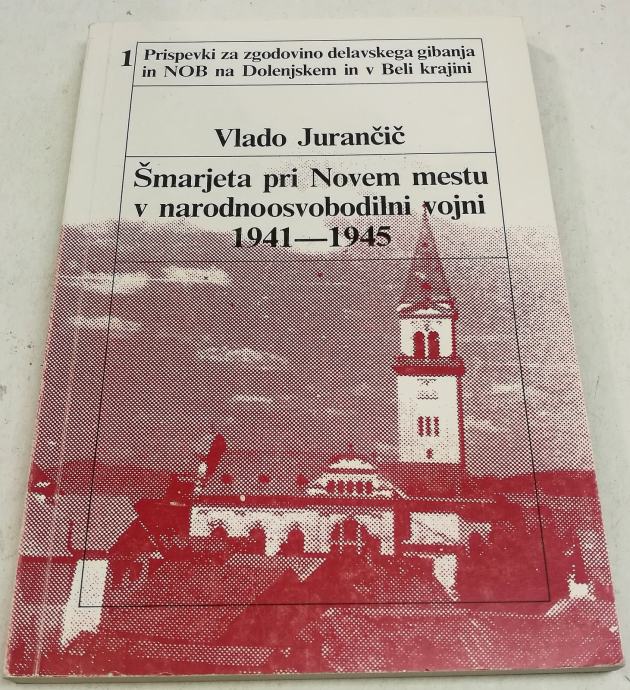 1 Prispevki za zgodovino delavskega gibanja
in NOB na Dolenjskem in v Beli krajini
Vlado Jurančič
Šmarjeta pri Novem mestu
v narodnoosvobodilni vojni
1941—1945